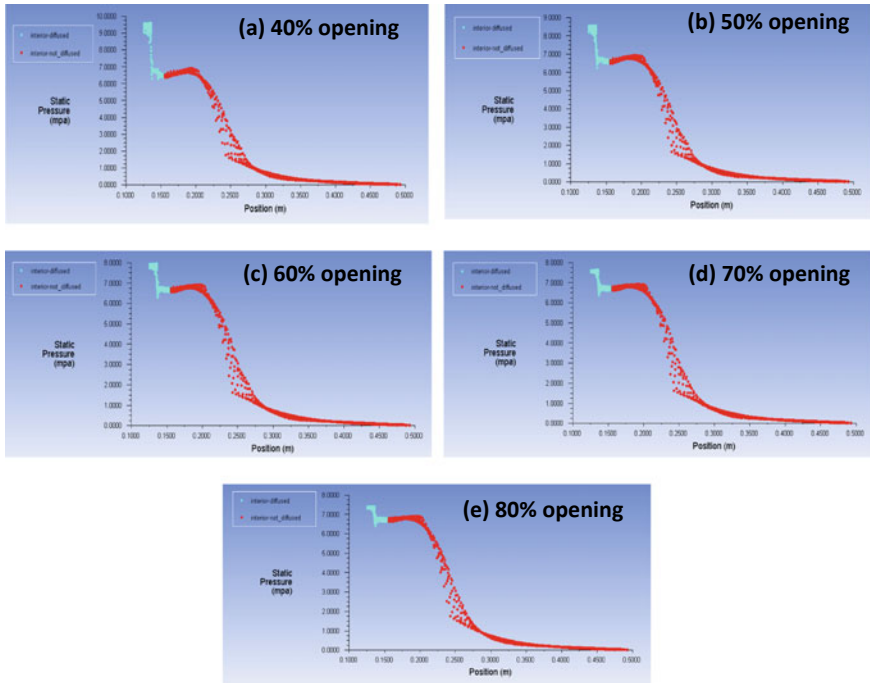 (a) 40% opening
interior-diffused
interior-not_diffused
Static
Pressure
(mpa)
10.0000
9.0000
8.0000
7.0000
6.0000
5.0000
4.0000
3.0000
2.0000
1.0000
0.0000
0.1000 0.1500 0.2000 0.2500 0.3000 0.3500 0.4000 0.4500 0.5000
Position (m)
(b) 50% opening
interior-diffused
interior-not_diffused
Static
Pressure
(mpa)
9.0000
8.0000
7.0000
6.0000
5.0000
4.0000
3.0000
2.0000
1.0000
0.0000
0.1000 0.1500 0.2000 0.2500 0.3000 0.3500 0.4000 0.4500 0.5000
Position (m)
(c) 60% opening
interior-diffused
interior-not_diffused
Static
Pressure
(mpa)
8.0000
7.0000
6.0000
5.0000
4.0000
3.0000
2.0000
1.0000
0.0000
0.1000 0.1500 0.2000 0.2500 0.3000 0.3500 0.4000 0.4500 0.5000
Position (m)
(d) 70% opening
interior-diffused
interior-not_diffused
Static
Pressure
(mpa)
8.0000
7.0000
6.0000
5.0000
4.0000
3.0000
2.0000
1.0000
0.0000
0.1000 0.1500 0.2000 0.2500 0.3000 0.3500 0.4000 0.4500 0.5000
Position (m)
(e) 80% opening
interior-diffused
interior-not_diffused
Static
Pressure
(mpa)
8.0000
7.0000
6.0000
5.0000
4.0000
3.0000
2.0000
1.0000
0.0000
0.1000 0.1500 0.2000 0.2500 0.3000 0.3500 0.4000 0.4500 0.5000
Position (m)